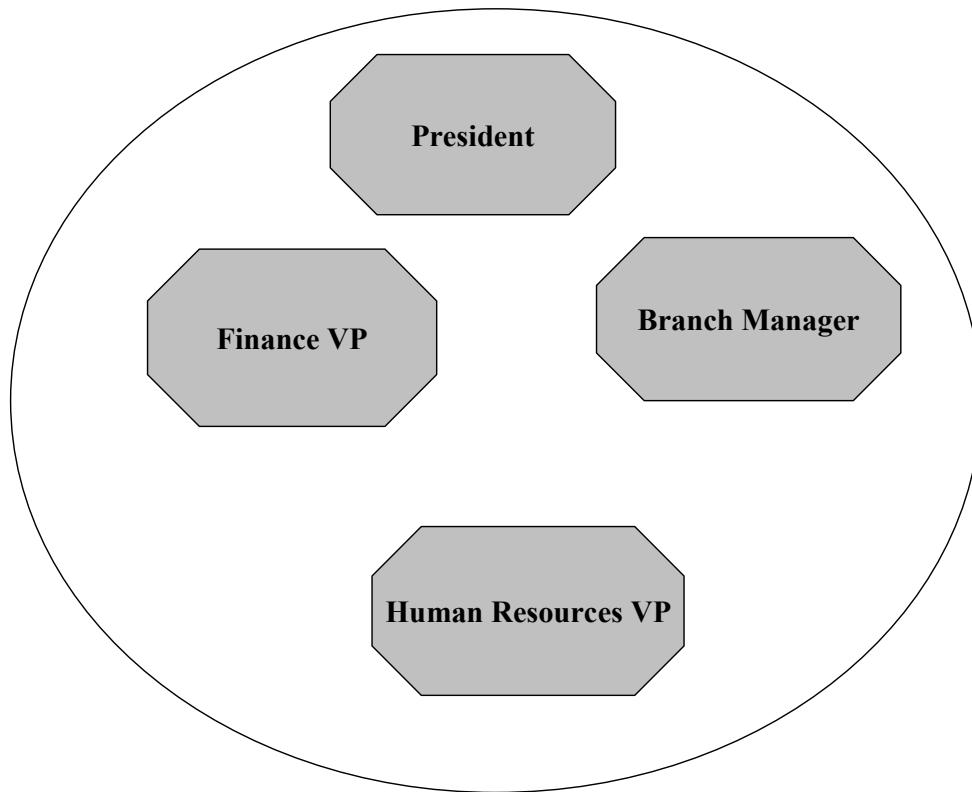 President
Branch Manager
Finance VP
Human Resources VP